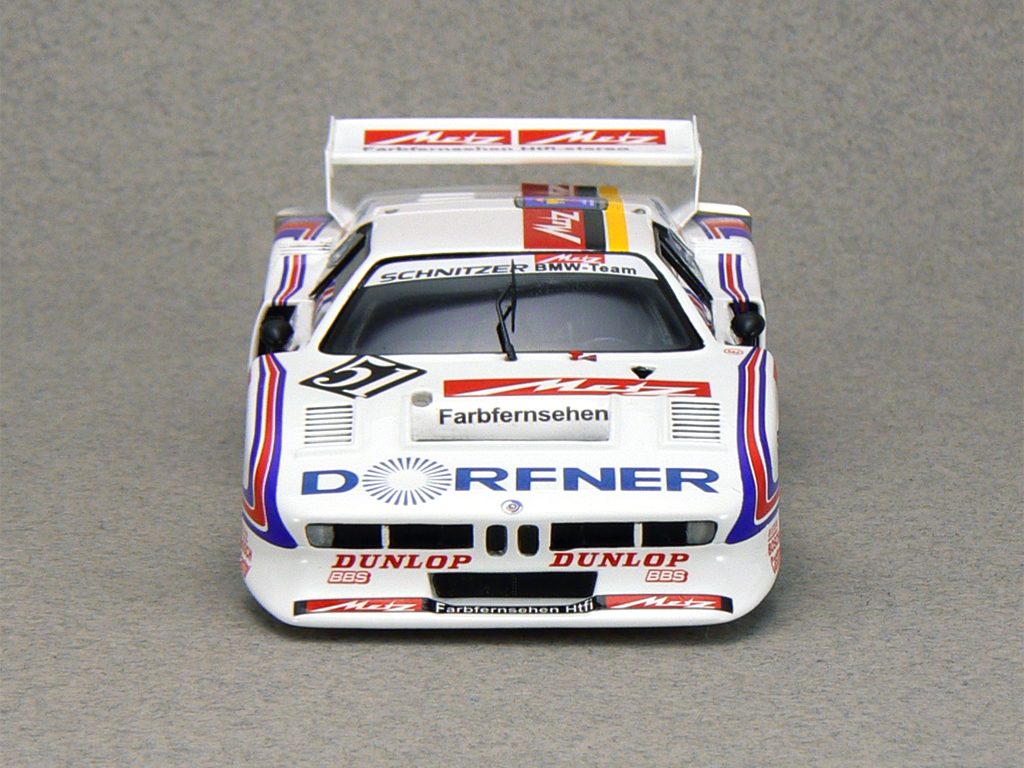 Metz Metz
Farbfernsehen Hifi-stereo
Metz
Metz
SCHNITZER BMW-Team
51
Metz
Farbfernsehen
DORFNER
DUNLOP DUNLOP
BBS BBS
Metz Farbfernsehen Hifi Metz